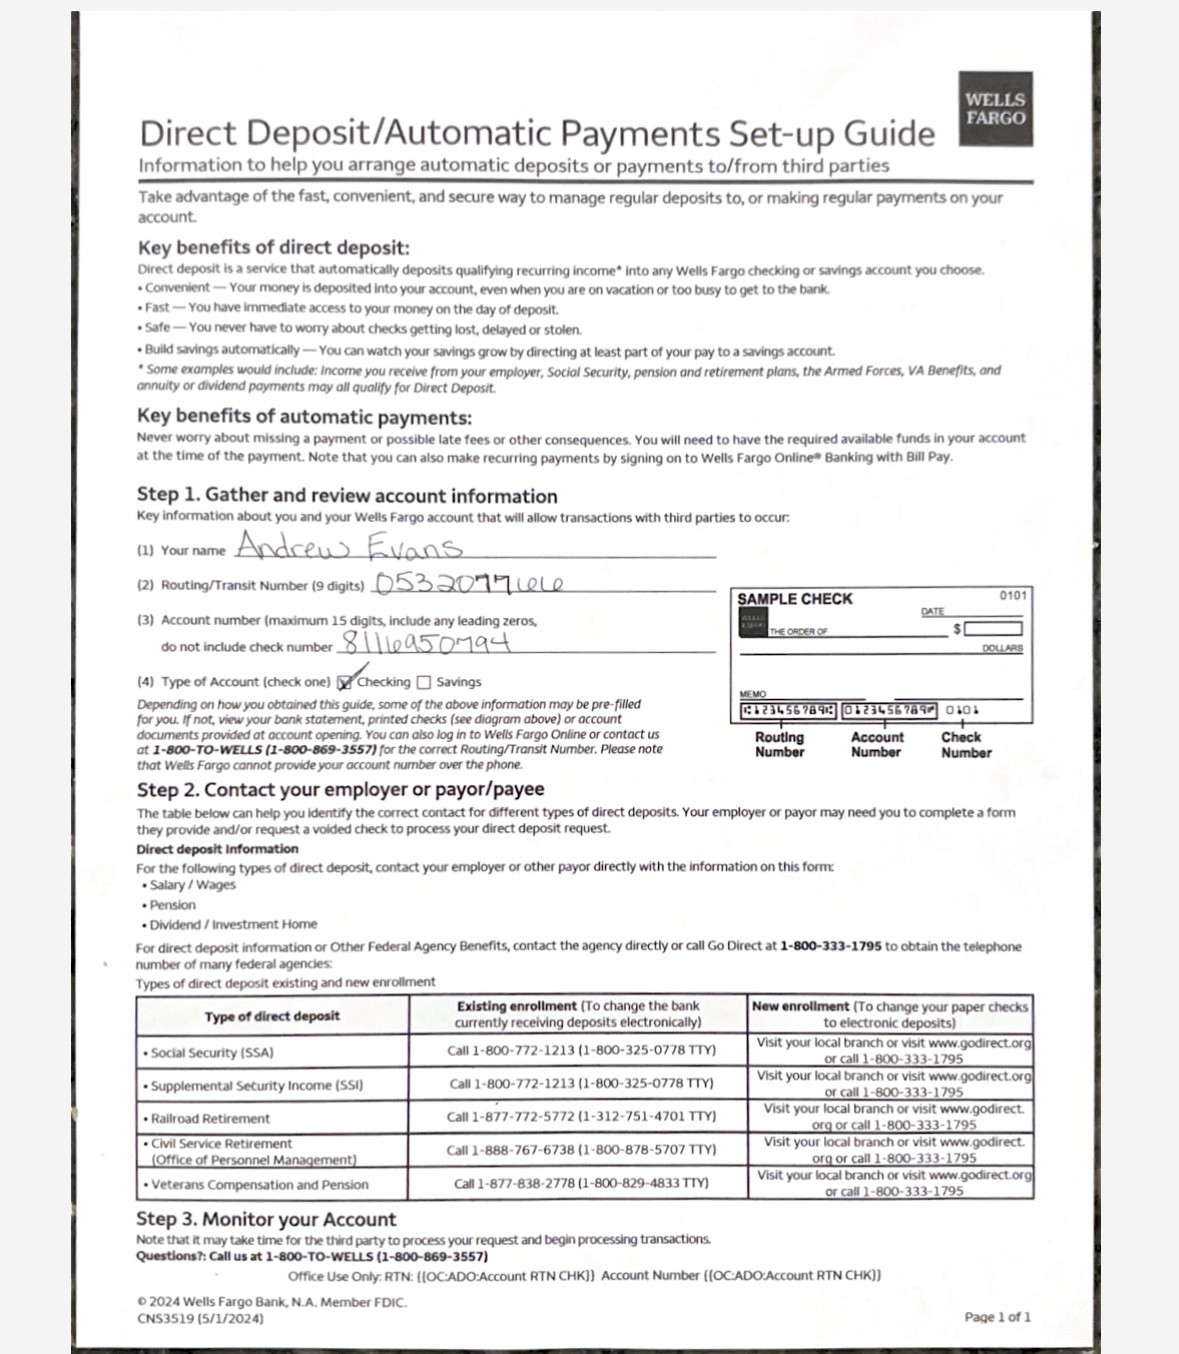 WELLS
FARGO
Direct Deposit/Automatic Payments Set-up Guide
Information to help you arrange automatic deposits or payments to/from third parties
Take advantage of the fast, convenient, and secure way to manage regular deposits to, or making regular payments on your
account.
Key benefits of direct deposit:
Direct deposit is a service that automatically deposits qualifying recurring income* into any Wells Fargo checking or savings account you choose.
• Convenient — Your money is deposited into your account, even when you are on vacation or too busy to get to the bank.
• Fast — You have immediate access to your money on the day of deposit.
• Safe — You never have to worry about checks getting lost, delayed or stolen.
• Build savings automatically — You can watch your savings grow by directing at least part of your pay to a savings account.
* Some examples would include: Income you receive from your employer, Social Security, pension and retirement plans, the Armed Forces, VA Benefits, and
annuity or dividend payments may all qualify for Direct Deposit.
Key benefits of automatic payments:
Never worry about missing a payment or possible late fees or other consequences. You will need to have the required available funds in your account
at the time of the payment. Note that you can also make recurring payments by signing on to Wells Fargo Online® Banking with Bill Pay.
Step 1. Gather and review account information
Key information about you and your Wells Fargo account that will allow transactions with third parties to occur:
(1) Your name Andrew Evans
(2) Routing/Transit Number (9 digits) 053207766
(3) Account number (maximum 15 digits, include any leading zeros,
do not include check number 8116950794
(4) Type of Account (check one) Checking Savings
Depending on how you obtained this guide, some of the above information may be pre-filled
for you. If not, view your bank statement, printed checks (see diagram above) or account
documents provided at account opening. You can also log in to Wells Fargo Online or contact us
at 1-800-TO-WELLS (1-800-869-3557) for the correct Routing/Transit Number. Please note
that Wells Fargo cannot provide your account number over the phone.
SAMPLE CHECK 0101
DATE
THE ORDER OF $
DOLLARS
MEMO
⑆123456789⑆ 0123456789⑈ 0101
Routing Number
Account Number
Check Number
Step 2. Contact your employer or payor/payee
The table below can help you identify the correct contact for different types of direct deposits. Your employer or payor may need you to complete a form
they provide and/or request a voided check to process your direct deposit request.
Direct deposit Information
For the following types of direct deposit, contact your employer or other payor directly with the information on this form:
• Salary / Wages
• Pension
• Dividend / Investment Home
For direct deposit information or Other Federal Agency Benefits, contact the agency directly or call Go Direct at 1-800-333-1795 to obtain the telephone
number of many federal agencies:
Types of direct deposit existing and new enrollment
Type of direct deposit
Existing enrollment (To change the bank
currently receiving deposits electronically)
New enrollment (To change your paper checks
to electronic deposits)
• Social Security (SSA)
Call 1-800-772-1213 (1-800-325-0778 TTY)
Visit your local branch or visit www.godirect.org
or call 1-800-333-1795
• Supplemental Security Income (SSI)
Call 1-800-772-1213 (1-800-325-0778 TTY)
Visit your local branch or visit www.godirect.org
or call 1-800-333-1795
• Railroad Retirement
Call 1-877-772-5772 (1-312-751-4701 TTY)
Visit your local branch or visit www.godirect.
org or call 1-800-333-1795
• Civil Service Retirement
(Office of Personnel Management)
Call 1-888-767-6738 (1-800-878-5707 TTY)
Visit your local branch or visit www.godirect.
org or call 1-800-333-1795
• Veterans Compensation and Pension
Call 1-877-838-2778 (1-800-829-4833 TTY)
Visit your local branch or visit www.godirect.org
or call 1-800-333-1795
Step 3. Monitor your Account
Note that it may take time for the third party to process your request and begin processing transactions.
Questions?: Call us at 1-800-TO-WELLS (1-800-869-3557)
Office Use Only: RTN: {{OC:ADO:Account RTN CHK}} Account Number {{OC:ADO:Account RTN CHK}}
© 2024 Wells Fargo Bank, N.A. Member FDIC.
CNS3519 (5/1/2024)
Page 1 of 1